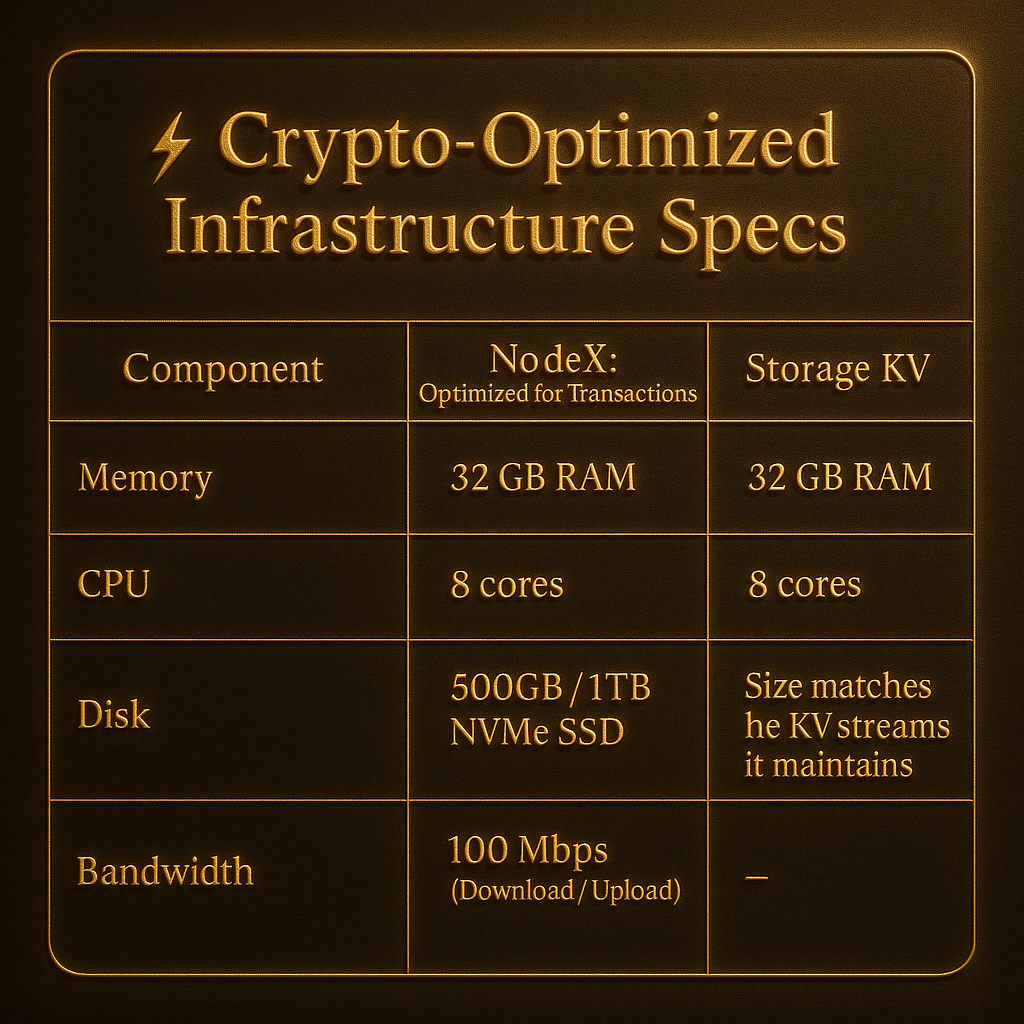 ⚡ Crypto-Optimized
Infrastructure Specs
Component
NodeX:
Optimized for Transactions
Storage KV
Memory
32 GB RAM
32 GB RAM
CPU
8 cores
8 cores
Disk
500GB / 1TB
NVMe SSD
Size matches
he KV streams
it maintains
Bandwidth
100 Mbps
(Download / Upload)
–